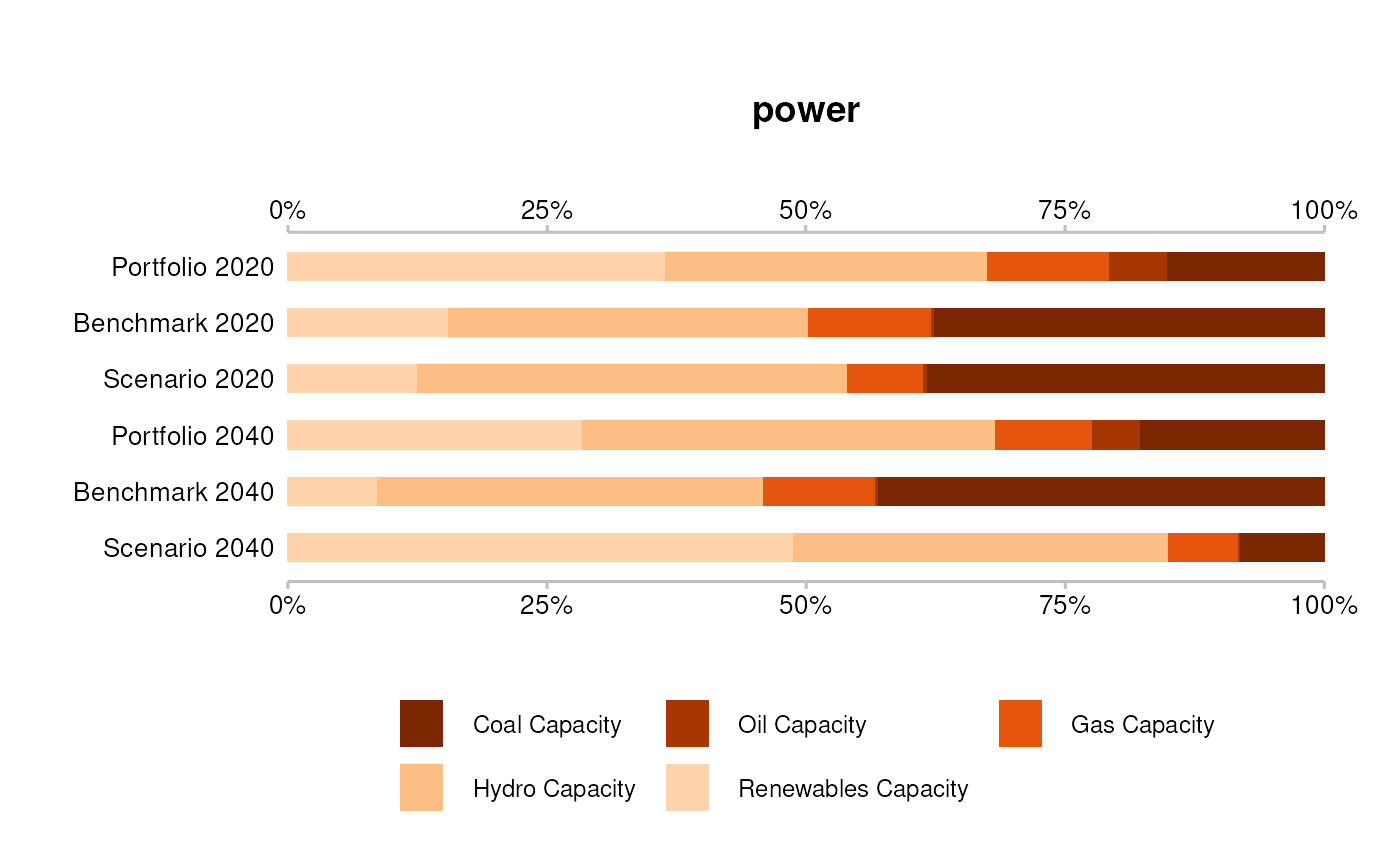 power
0% 25% 50% 75% 100%
Portfolio 2020
Benchmark 2020
Scenario 2020
Portfolio 2040
Benchmark 2040
Scenario 2040
0% 25% 50% 75% 100%
Coal Capacity Oil Capacity Gas Capacity
Hydro Capacity Renewables Capacity